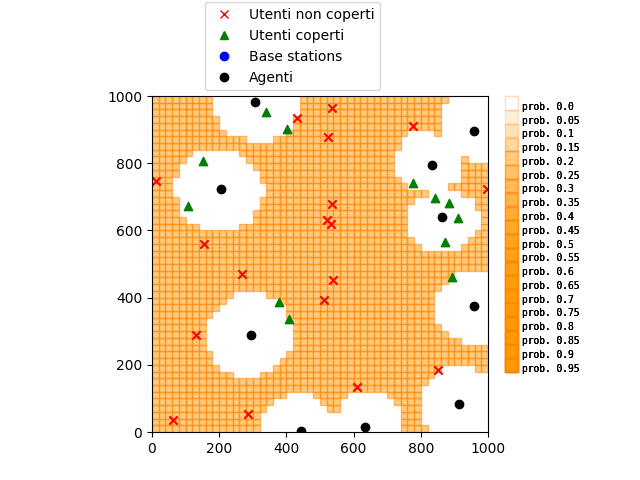 Utenti non coperti
Utenti coperti
Base stations
Agenti
1000
800
600
400
200
0
0 200 400 600 800 1000
prob. 0.0
prob. 0.05
prob. 0.1
prob. 0.15
prob. 0.2
prob. 0.25
prob. 0.3
prob. 0.35
prob. 0.4
prob. 0.45
prob. 0.5
prob. 0.55
prob. 0.6
prob. 0.65
prob. 0.7
prob. 0.75
prob. 0.8
prob. 0.85
prob. 0.9
prob. 0.95